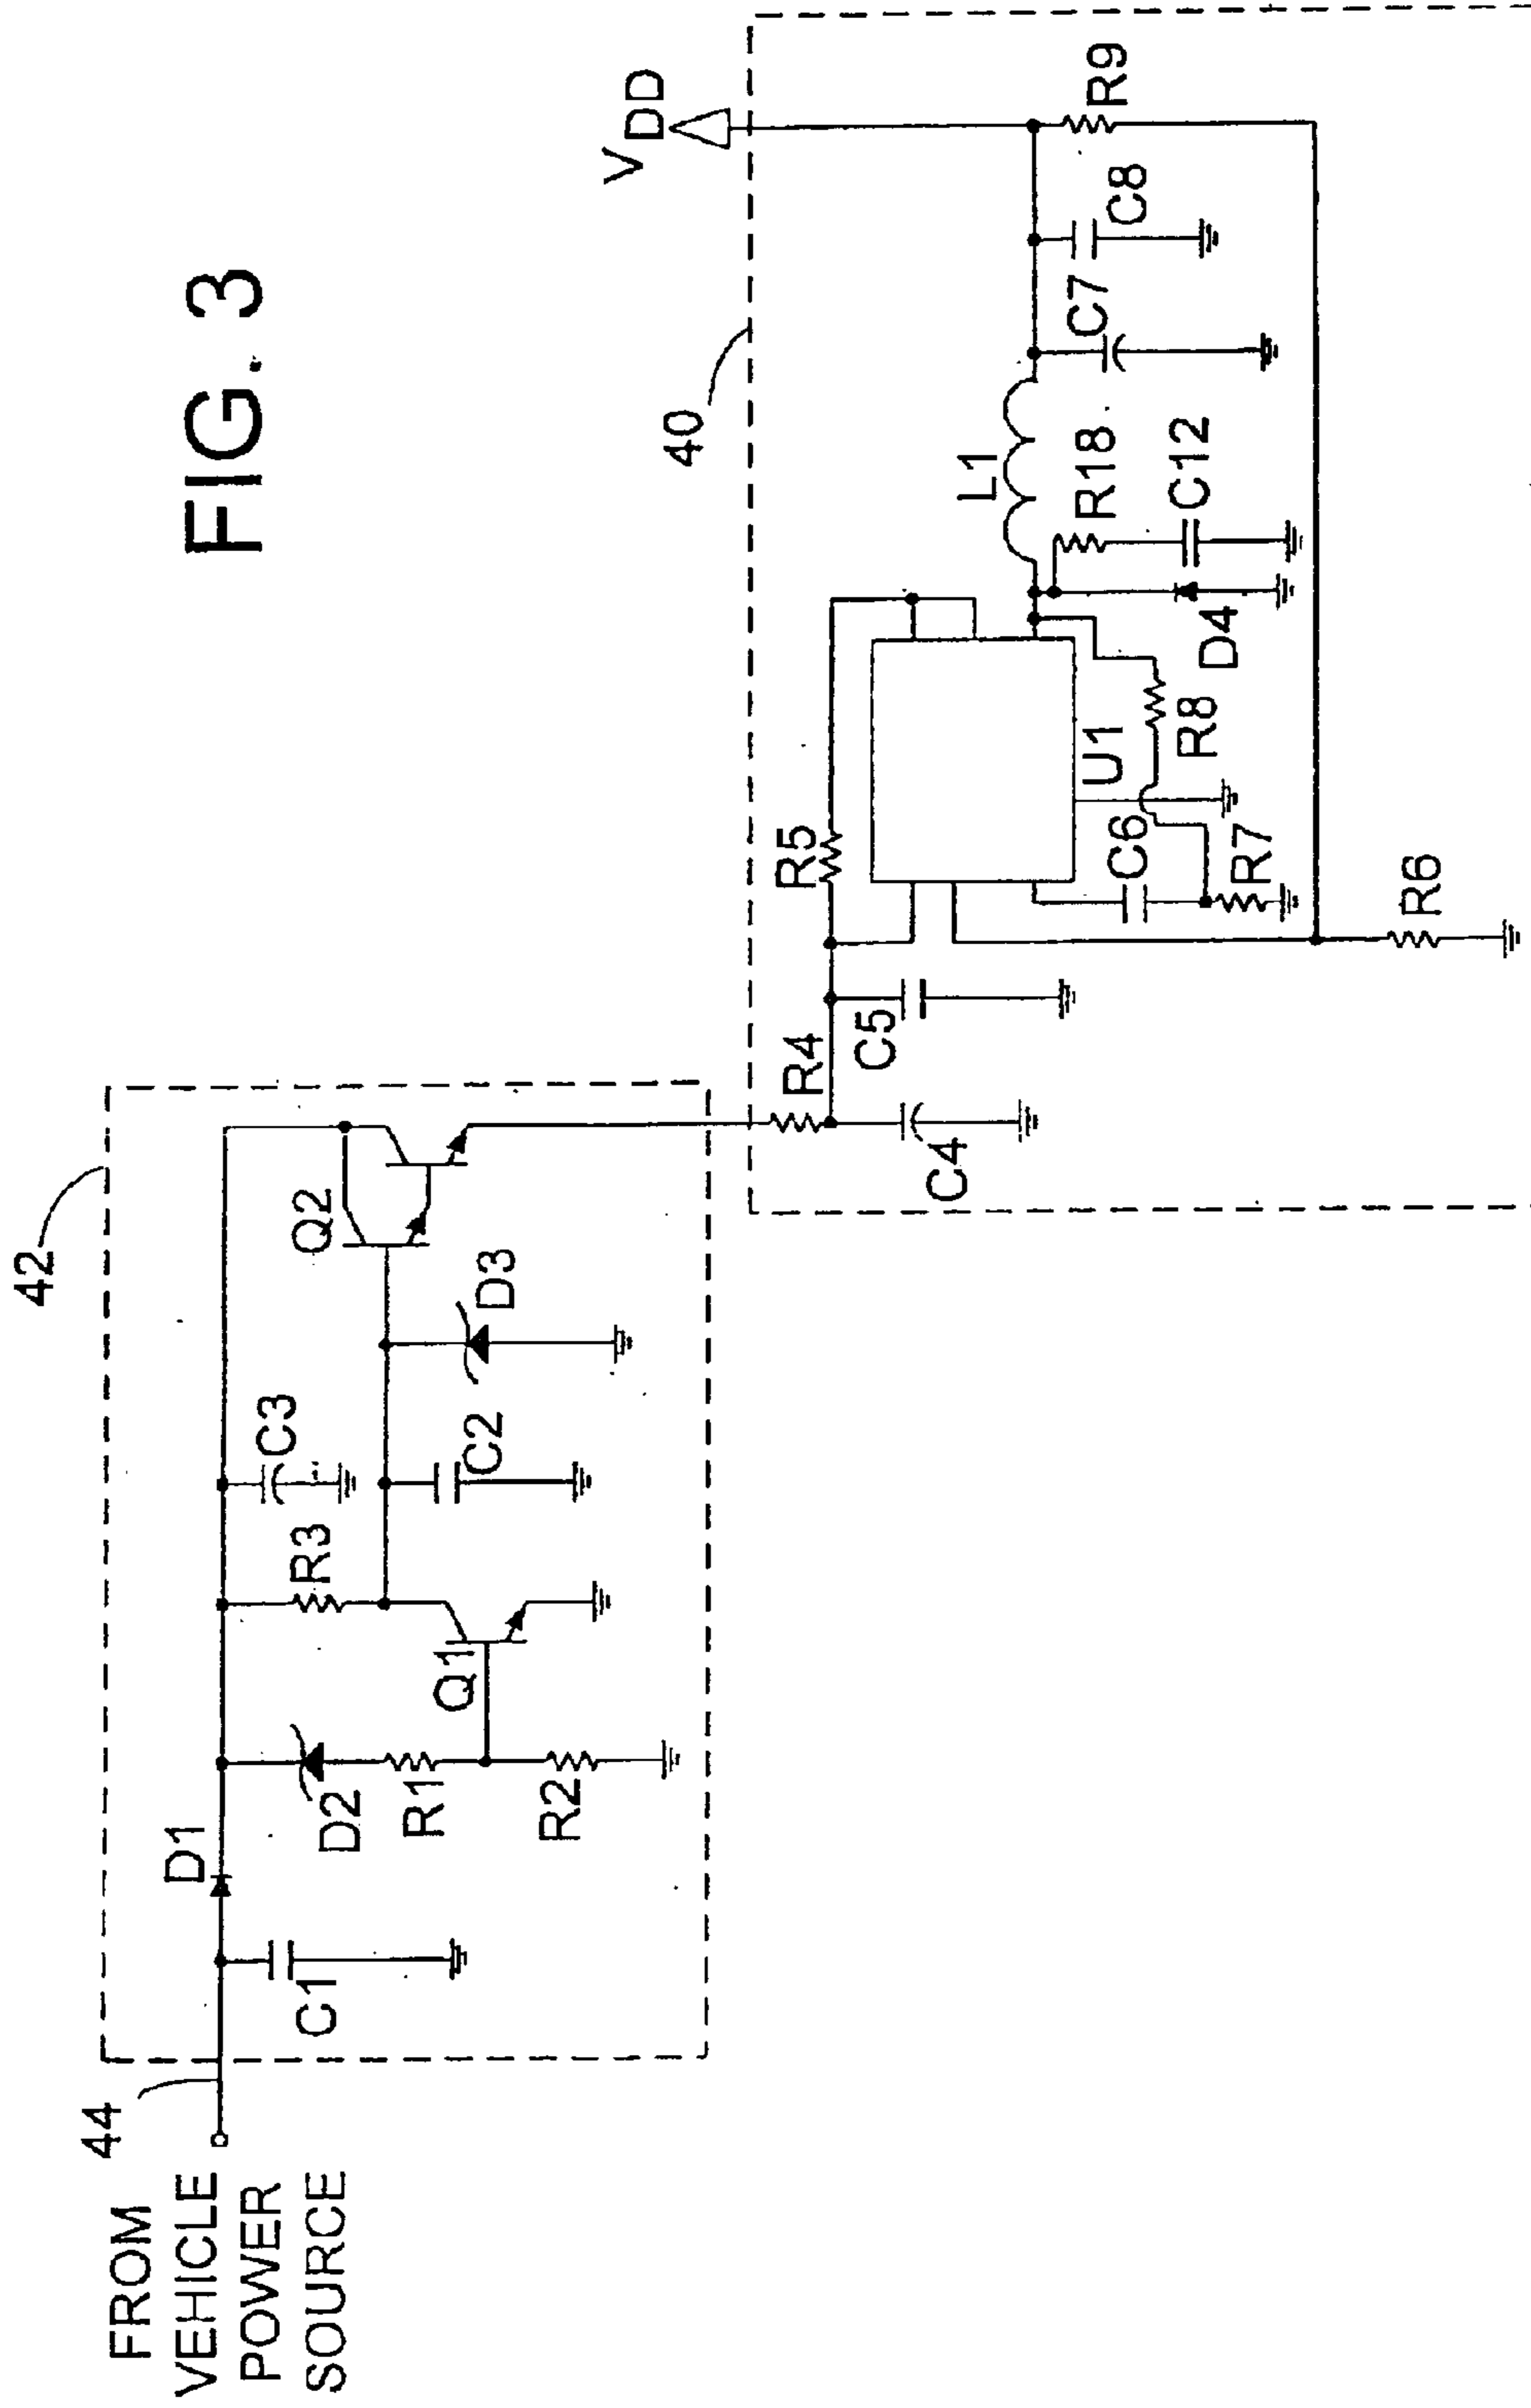 FIG. 3
42
44
FROM
VEHICLE
POWER
SOURCE
C1
D1
D2
R1
R2
Q1
R3
C3
C2
D3
Q2
40
VDD
R4
C4
C5
R5
U1
C6
R7
R8
D4
L1
R18
C12
C7
C8
R9
R6